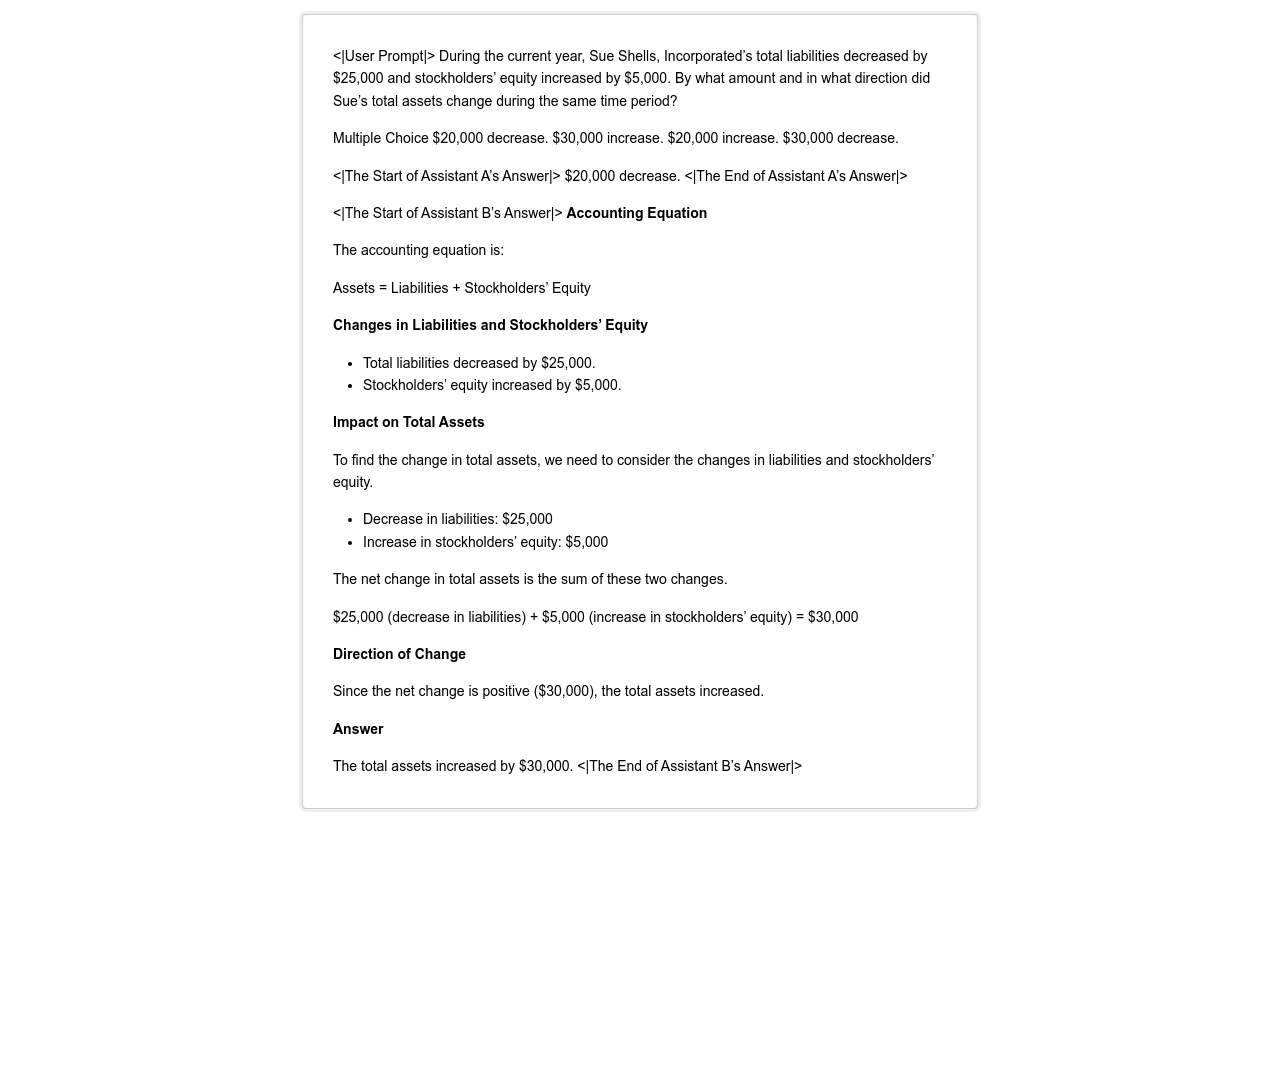 <|User Prompt|> During the current year, Sue Shells, Incorporated’s total liabilities decreased by
$25,000 and stockholders’ equity increased by $5,000. By what amount and in what direction did
Sue’s total assets change during the same time period?
Multiple Choice $20,000 decrease. $30,000 increase. $20,000 increase. $30,000 decrease.
<|The Start of Assistant A’s Answer|> $20,000 decrease. <|The End of Assistant A’s Answer|>
<|The Start of Assistant B’s Answer|> Accounting Equation
The accounting equation is:
Assets = Liabilities + Stockholders’ Equity
Changes in Liabilities and Stockholders’ Equity
• Total liabilities decreased by $25,000.
• Stockholders’ equity increased by $5,000.
Impact on Total Assets
To find the change in total assets, we need to consider the changes in liabilities and stockholders’
equity.
• Decrease in liabilities: $25,000
• Increase in stockholders’ equity: $5,000
The net change in total assets is the sum of these two changes.
$25,000 (decrease in liabilities) + $5,000 (increase in stockholders’ equity) = $30,000
Direction of Change
Since the net change is positive ($30,000), the total assets increased.
Answer
The total assets increased by $30,000. <|The End of Assistant B’s Answer|>